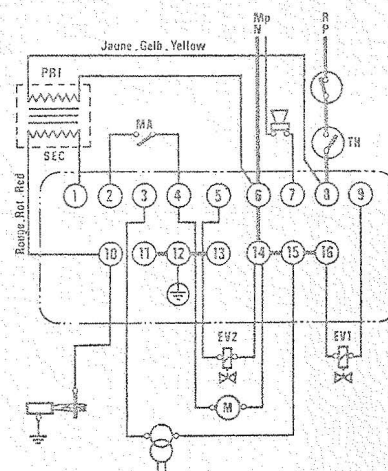 Mp R
N P
Jaune.Gelb.Yellow
PRI
MA
TH
SEC
Rouge.Rot.Red
1 2 3 4 5 6 7 8 9
10 11 12 13 14 15 16
EV2 EV1
M